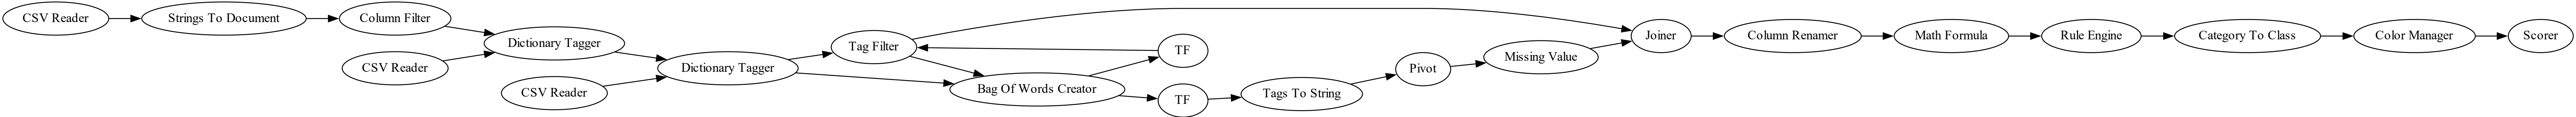 CSV Reader
Strings To Document
Column Filter
CSV Reader
Dictionary Tagger
CSV Reader
Dictionary Tagger
Tag Filter
Bag Of Words Creator
TF
TF
Tags To String
Pivot
Missing Value
Joiner
Column Renamer
Math Formula
Rule Engine
Category To Class
Color Manager
Scorer